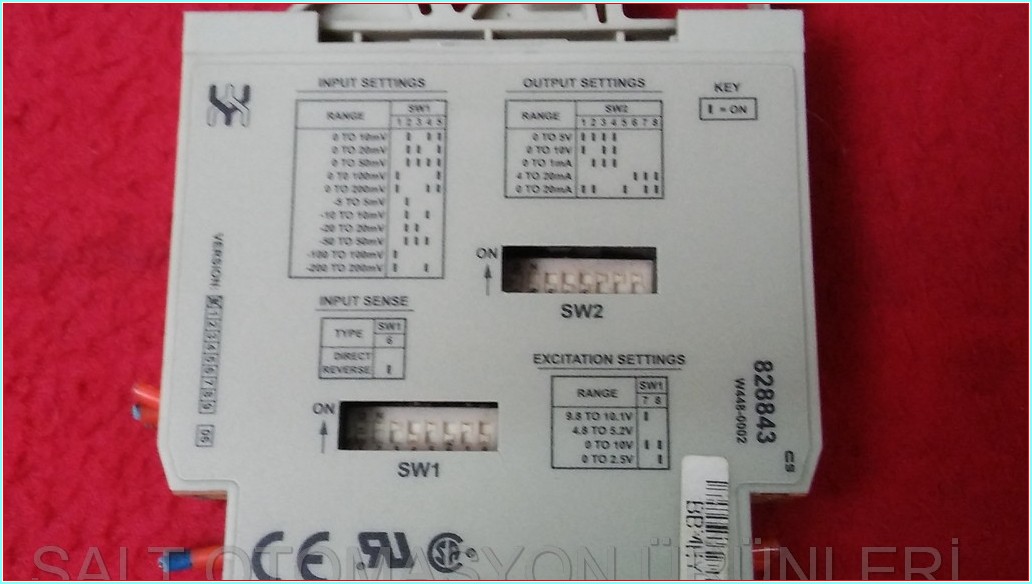 INPUT SETTINGS
RANGE SW1
1 2 3 4 5
0 TO 10mV I I I
0 TO 20mV I I I
0 TO 50mV I I I I
0 TO 100mV I I
0 TO 200mV I I I
-5 TO 5mV I
-10 TO 10mV I I
-20 TO 20mV I I
-50 TO 50mV I I I
-100 TO 100mV I
-200 TO 200mV I I
OUTPUT SETTINGS
RANGE SW2
1 2 3 4 5 6 7 8
0 TO 5V I I I I
0 TO 10V I I I
0 TO 1mA I I I
4 TO 20mA I I I
0 TO 20mA I I I I I
KEY
I = ON
VERSION
1 2 3 4 5 6 7 8 9
06
ON
SW2
INPUT SENSE
TYPE SW1
6
DIRECT
REVERSE I
ON
SW1
EXCITATION SETTINGS
RANGE SW1
7 8
9.8 TO 10.1V I
4.8 TO 5.2V
0 TO 10V I I
0 TO 2.5V I
828843
W448-0002
CE
SALT OTOMASYON ÜRÜNLERİ